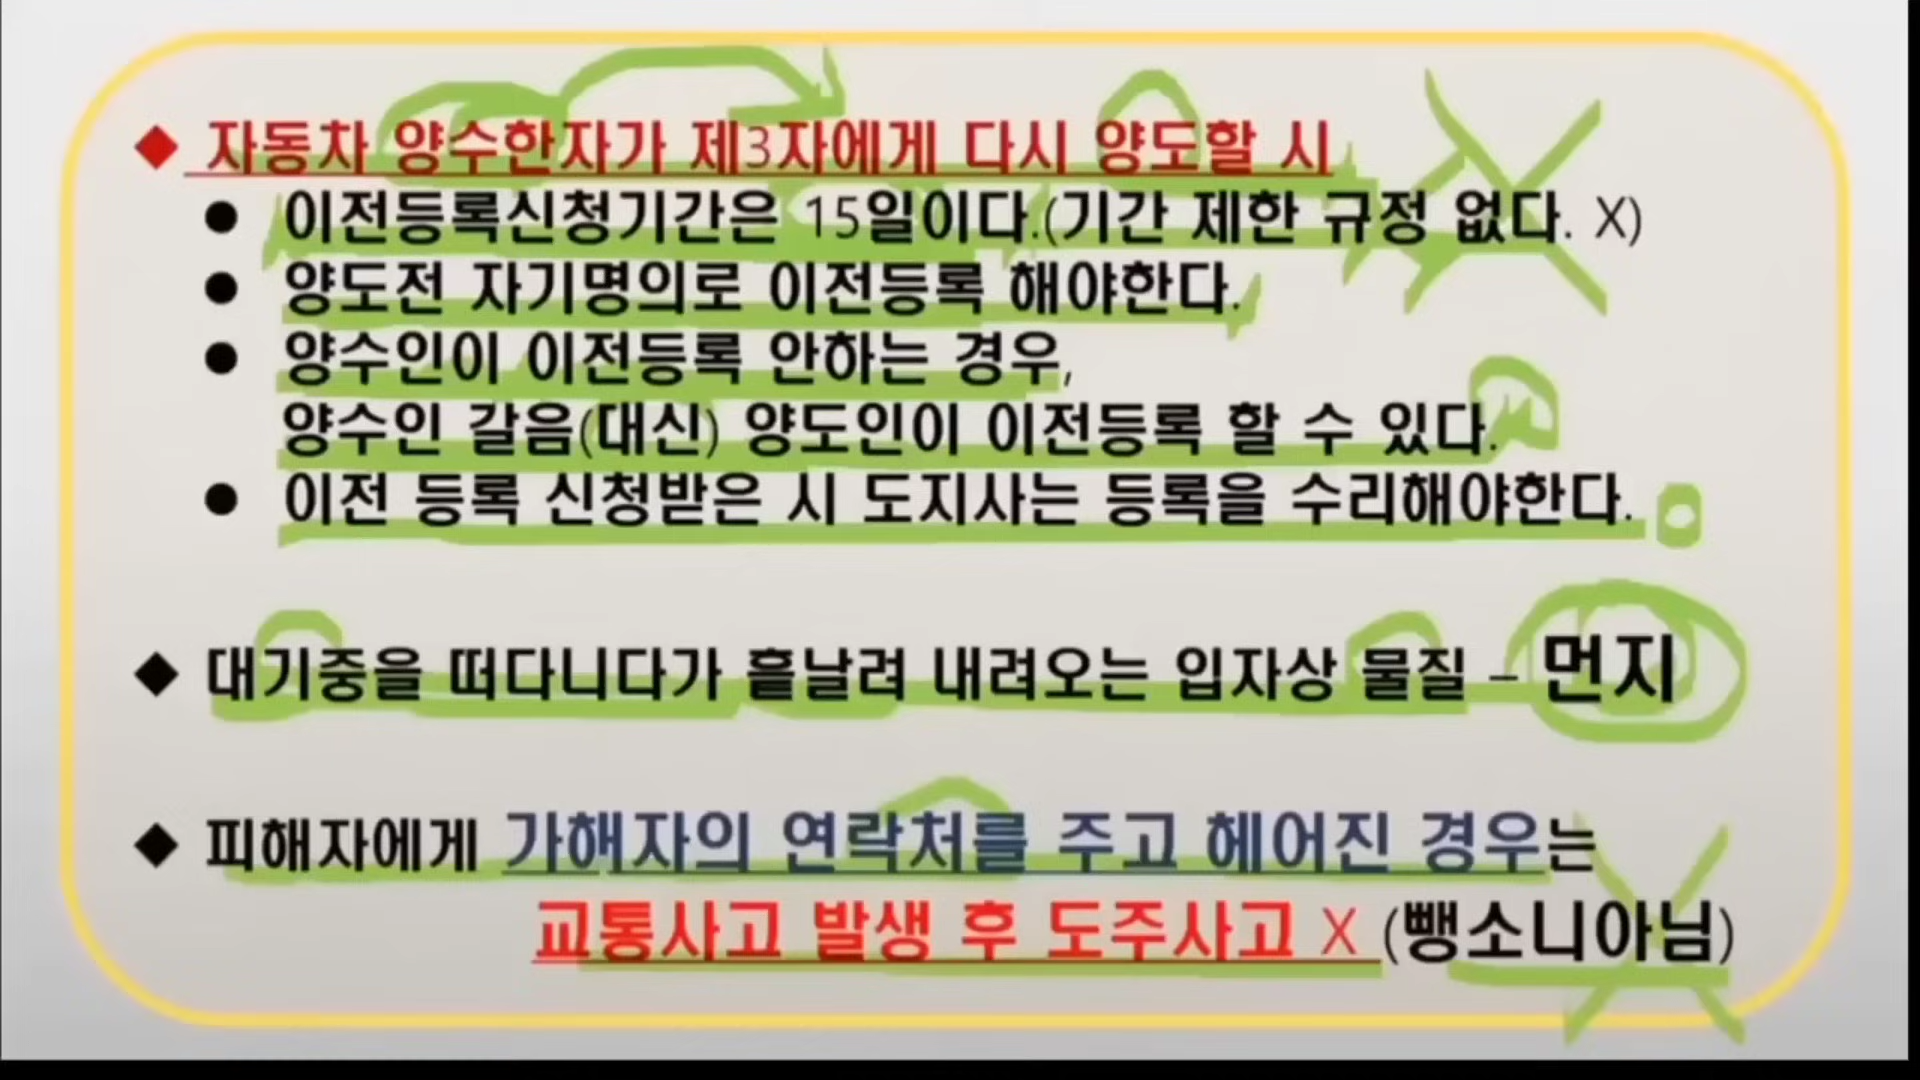 ◆ 자동차 양수한자가 제3자에게 다시 양도할 시
● 이전등록신청기간은 15일이다.(기간 제한 규정 없다. X)
● 양도전 자기명의로 이전등록 해야한다.
● 양수인이 이전등록 안하는 경우,
양수인 갈음(대신) 양도인이 이전등록 할 수 있다.
● 이전 등록 신청받은 시 도지사는 등록을 수리해야한다.
◆ 대기중을 떠다니다가 흩날려 내려오는 입자상 물질 – 먼지
◆ 피해자에게 가해자의 연락처를 주고 헤어진 경우는
교통사고 발생 후 도주사고 X (뺑소니아님)